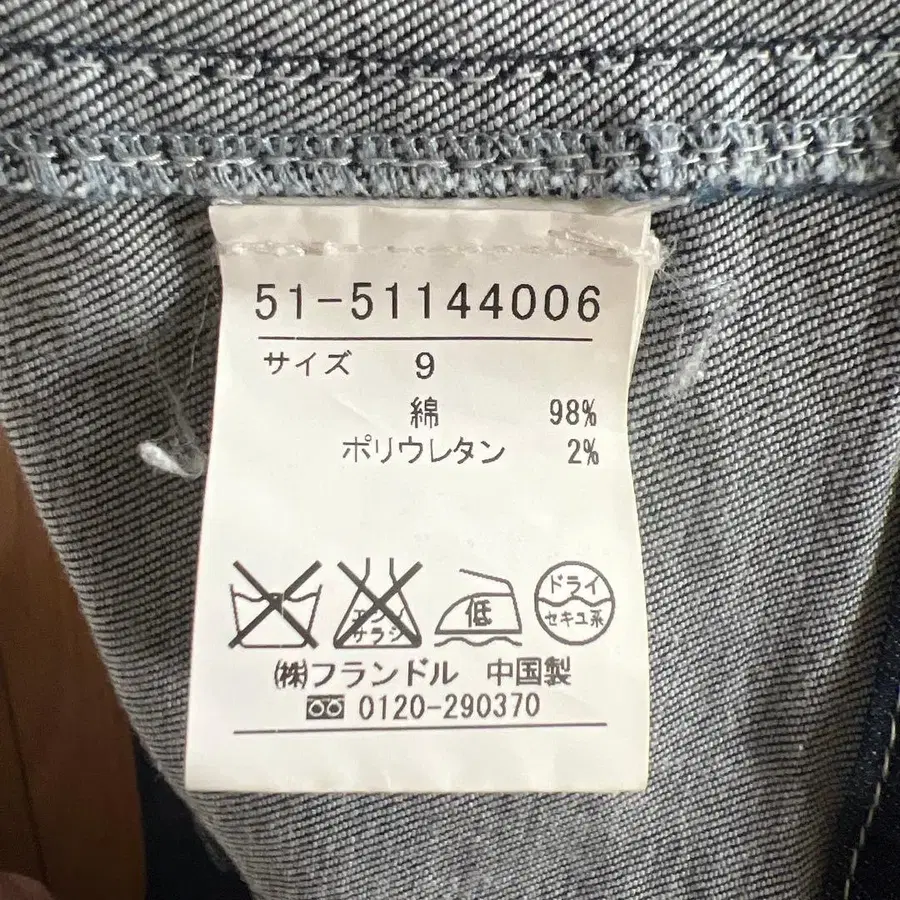 51-51144006
サイズ 9
綿 98%
ポリウレタン 2%
エンソ
サラシ
低
ドライ
セキユ系
㈱フランドル 中国製
0120-290370